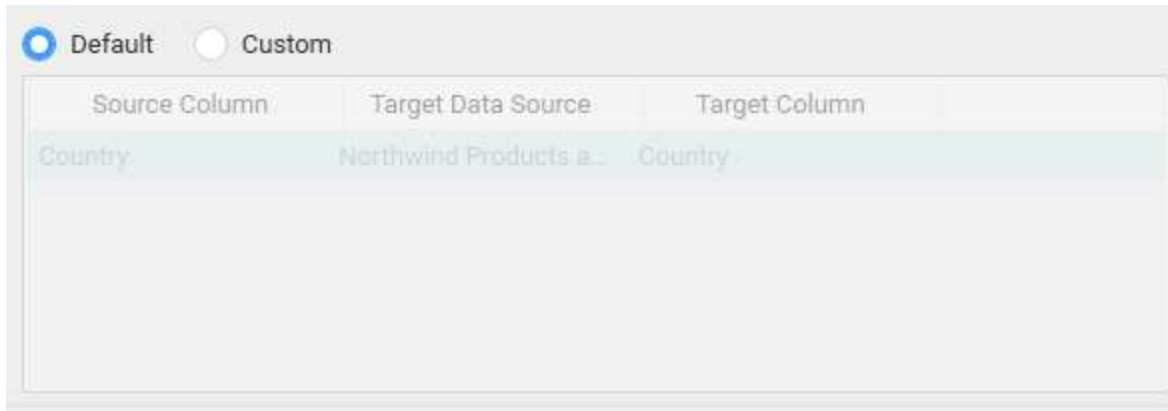 Default Custom
Source Column Target Data Source Target Column
Country Northwind Products a... Country